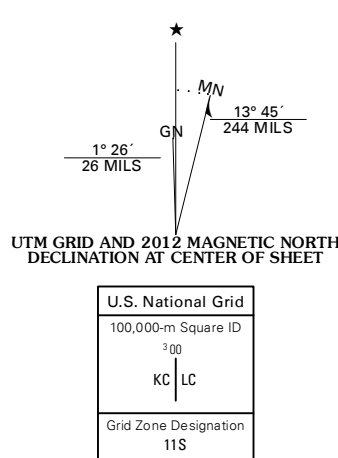 ★
MN
GN
13° 45´
244 MILS
1° 26´
26 MILS
UTM GRID AND 2012 MAGNETIC NORTH
DECLINATION AT CENTER OF SHEET
U.S. National Grid
100,000-m Square ID
³00
KC LC
Grid Zone Designation
11S